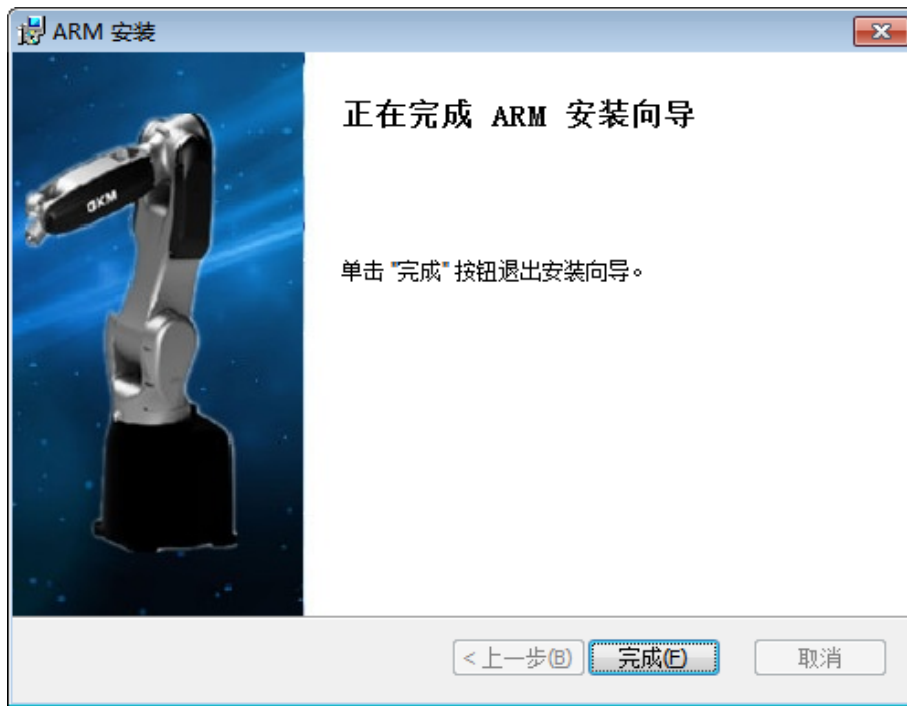 ARM 安装
正在完成 ARM 安装向导
GKM
单击 "完成" 按钮退出安装向导。
<上一步(B)
完成(F)
取消